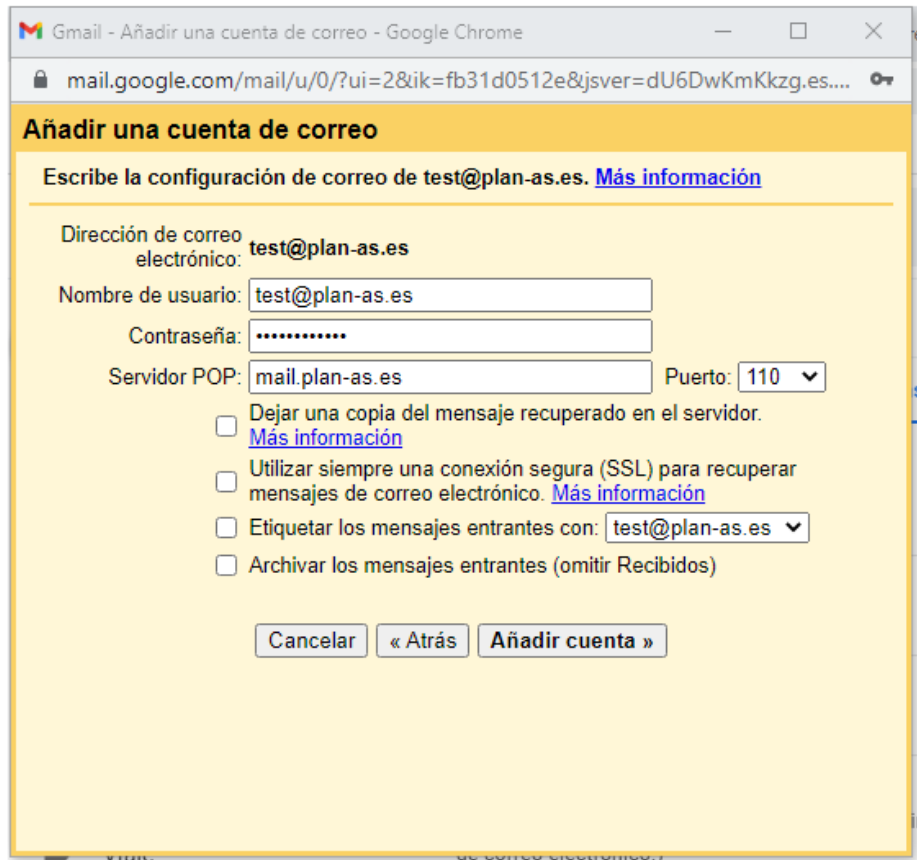 Gmail - Añadir una cuenta de correo - Google Chrome
mail.google.com/mail/u/0/?ui=2&ik=fb31d0512e&jsver=dU6DwKmKkzg.es....
Añadir una cuenta de correo
Escribe la configuración de correo de test@plan-as.es. Más información
Dirección de correo
electrónico: test@plan-as.es
Nombre de usuario: test@plan-as.es
Contraseña: ••••••••••••
Servidor POP: mail.plan-as.es Puerto: 110
Dejar una copia del mensaje recuperado en el servidor.
Más información
Utilizar siempre una conexión segura (SSL) para recuperar
mensajes de correo electrónico. Más información
Etiquetar los mensajes entrantes con: test@plan-as.es
Archivar los mensajes entrantes (omitir Recibidos)
Cancelar « Atrás Añadir cuenta »